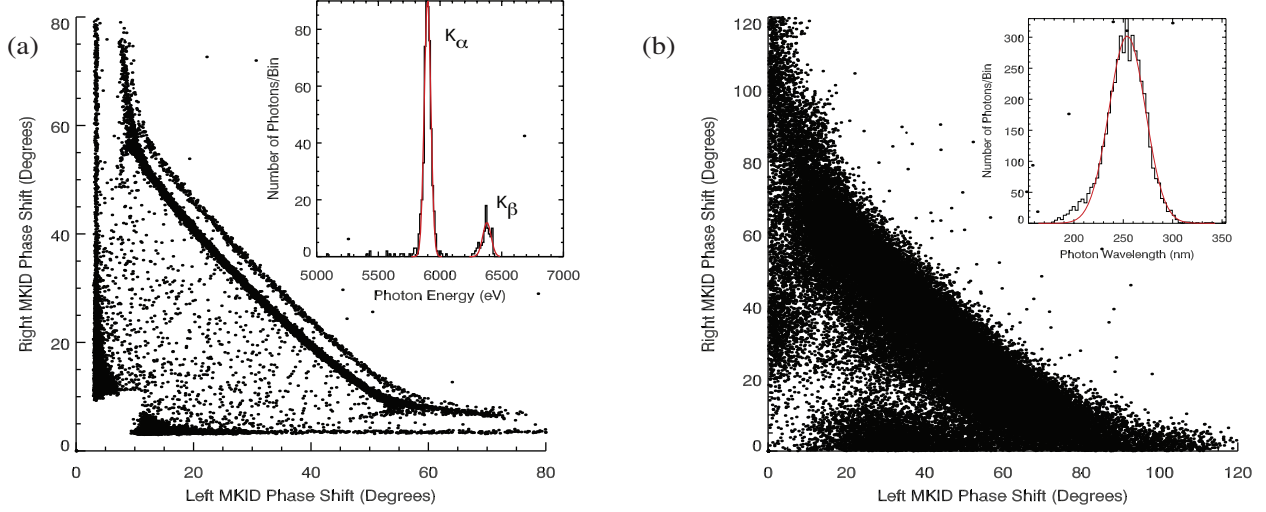 (a)
80
60
40
20
0
0 20 40 60 80
Right MKID Phase Shift (Degrees)
Left MKID Phase Shift (Degrees)
Number of Photons/Bin
80
60
40
20
0
5000 5500 6000 6500 7000
Photon Energy (eV)
Kα
Kβ
(b)
120
100
80
60
40
20
0
0 20 40 60 80 100 120
Right MKID Phase Shift (Degrees)
Left MKID Phase Shift (Degrees)
Number of Photons/Bin
300
250
200
150
100
50
0
200 250 300 350
Photon Wavelength (nm)